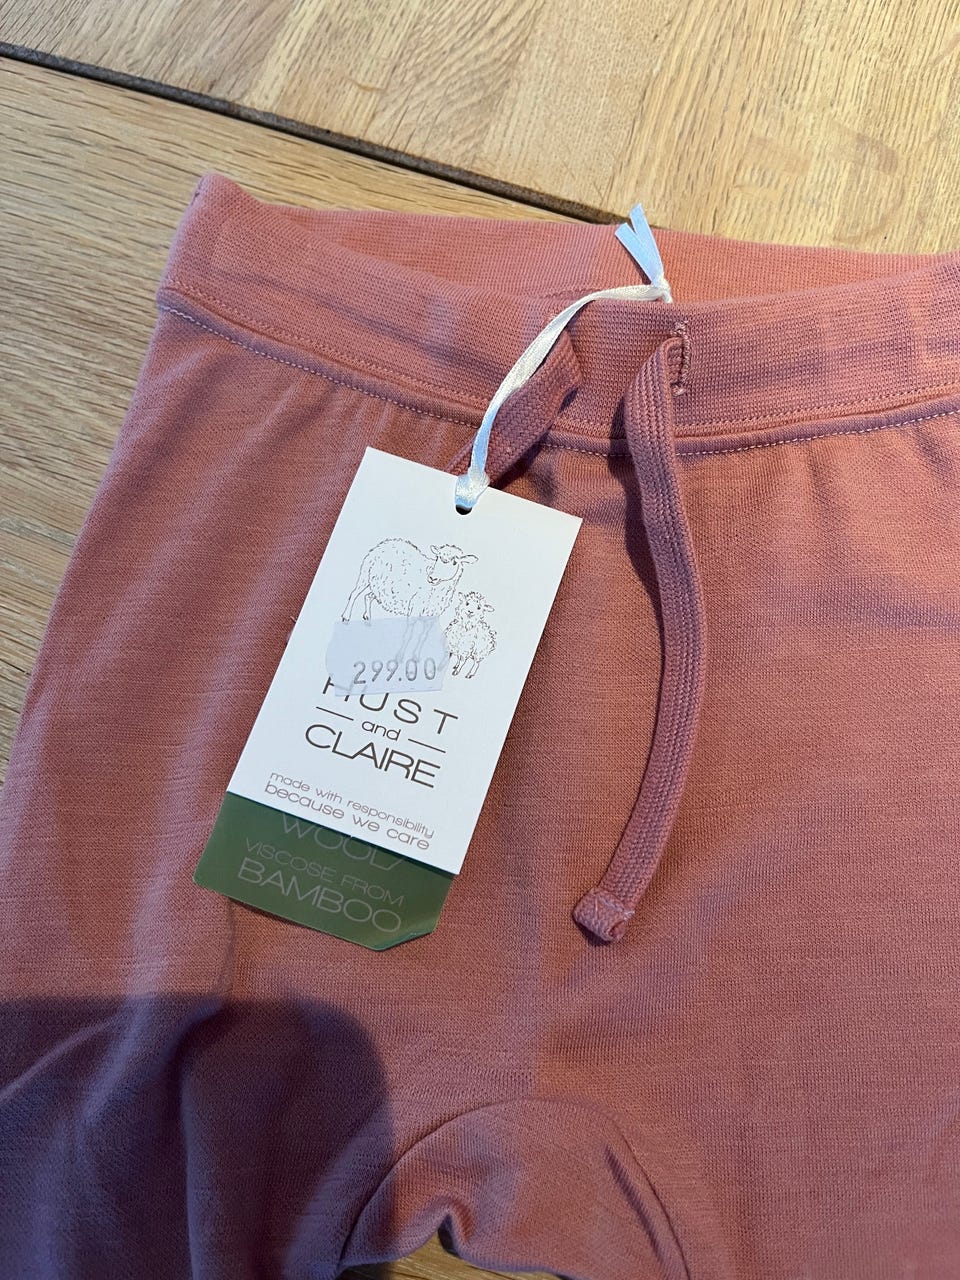 299.00
HUST
and
CLAIRE
made with responsibility
because we care
WOOL/
VISCOSE FROM
BAMBOO